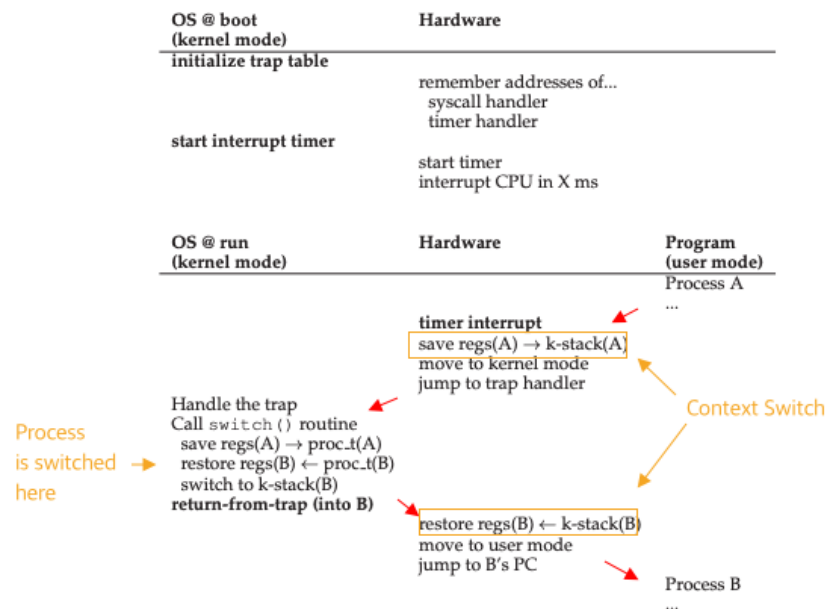 OS @ boot
(kernel mode)
Hardware
initialize trap table
remember addresses of...
syscall handler
timer handler
start interrupt timer
start timer
interrupt CPU in X ms
OS @ run
(kernel mode)
Hardware
Program
(user mode)
Process A
...
timer interrupt
save regs(A) → k-stack(A)
move to kernel mode
jump to trap handler
Handle the trap
Call switch() routine
save regs(A) → proc_t(A)
restore regs(B) ← proc_t(B)
switch to k-stack(B)
return-from-trap (into B)
Process
is switched
here
Context Switch
restore regs(B) ← k-stack(B)
move to user mode
jump to B's PC
Process B
...